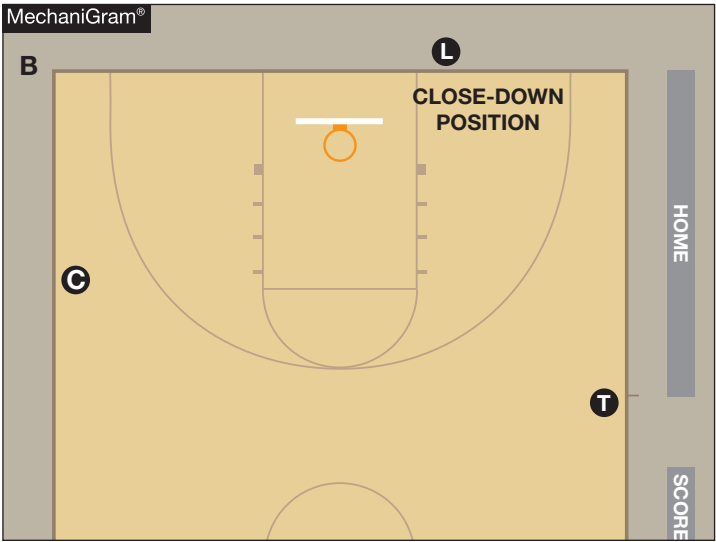 MechaniGram®
B
L
CLOSE-DOWN
POSITION
HOME
C
T
SCORE